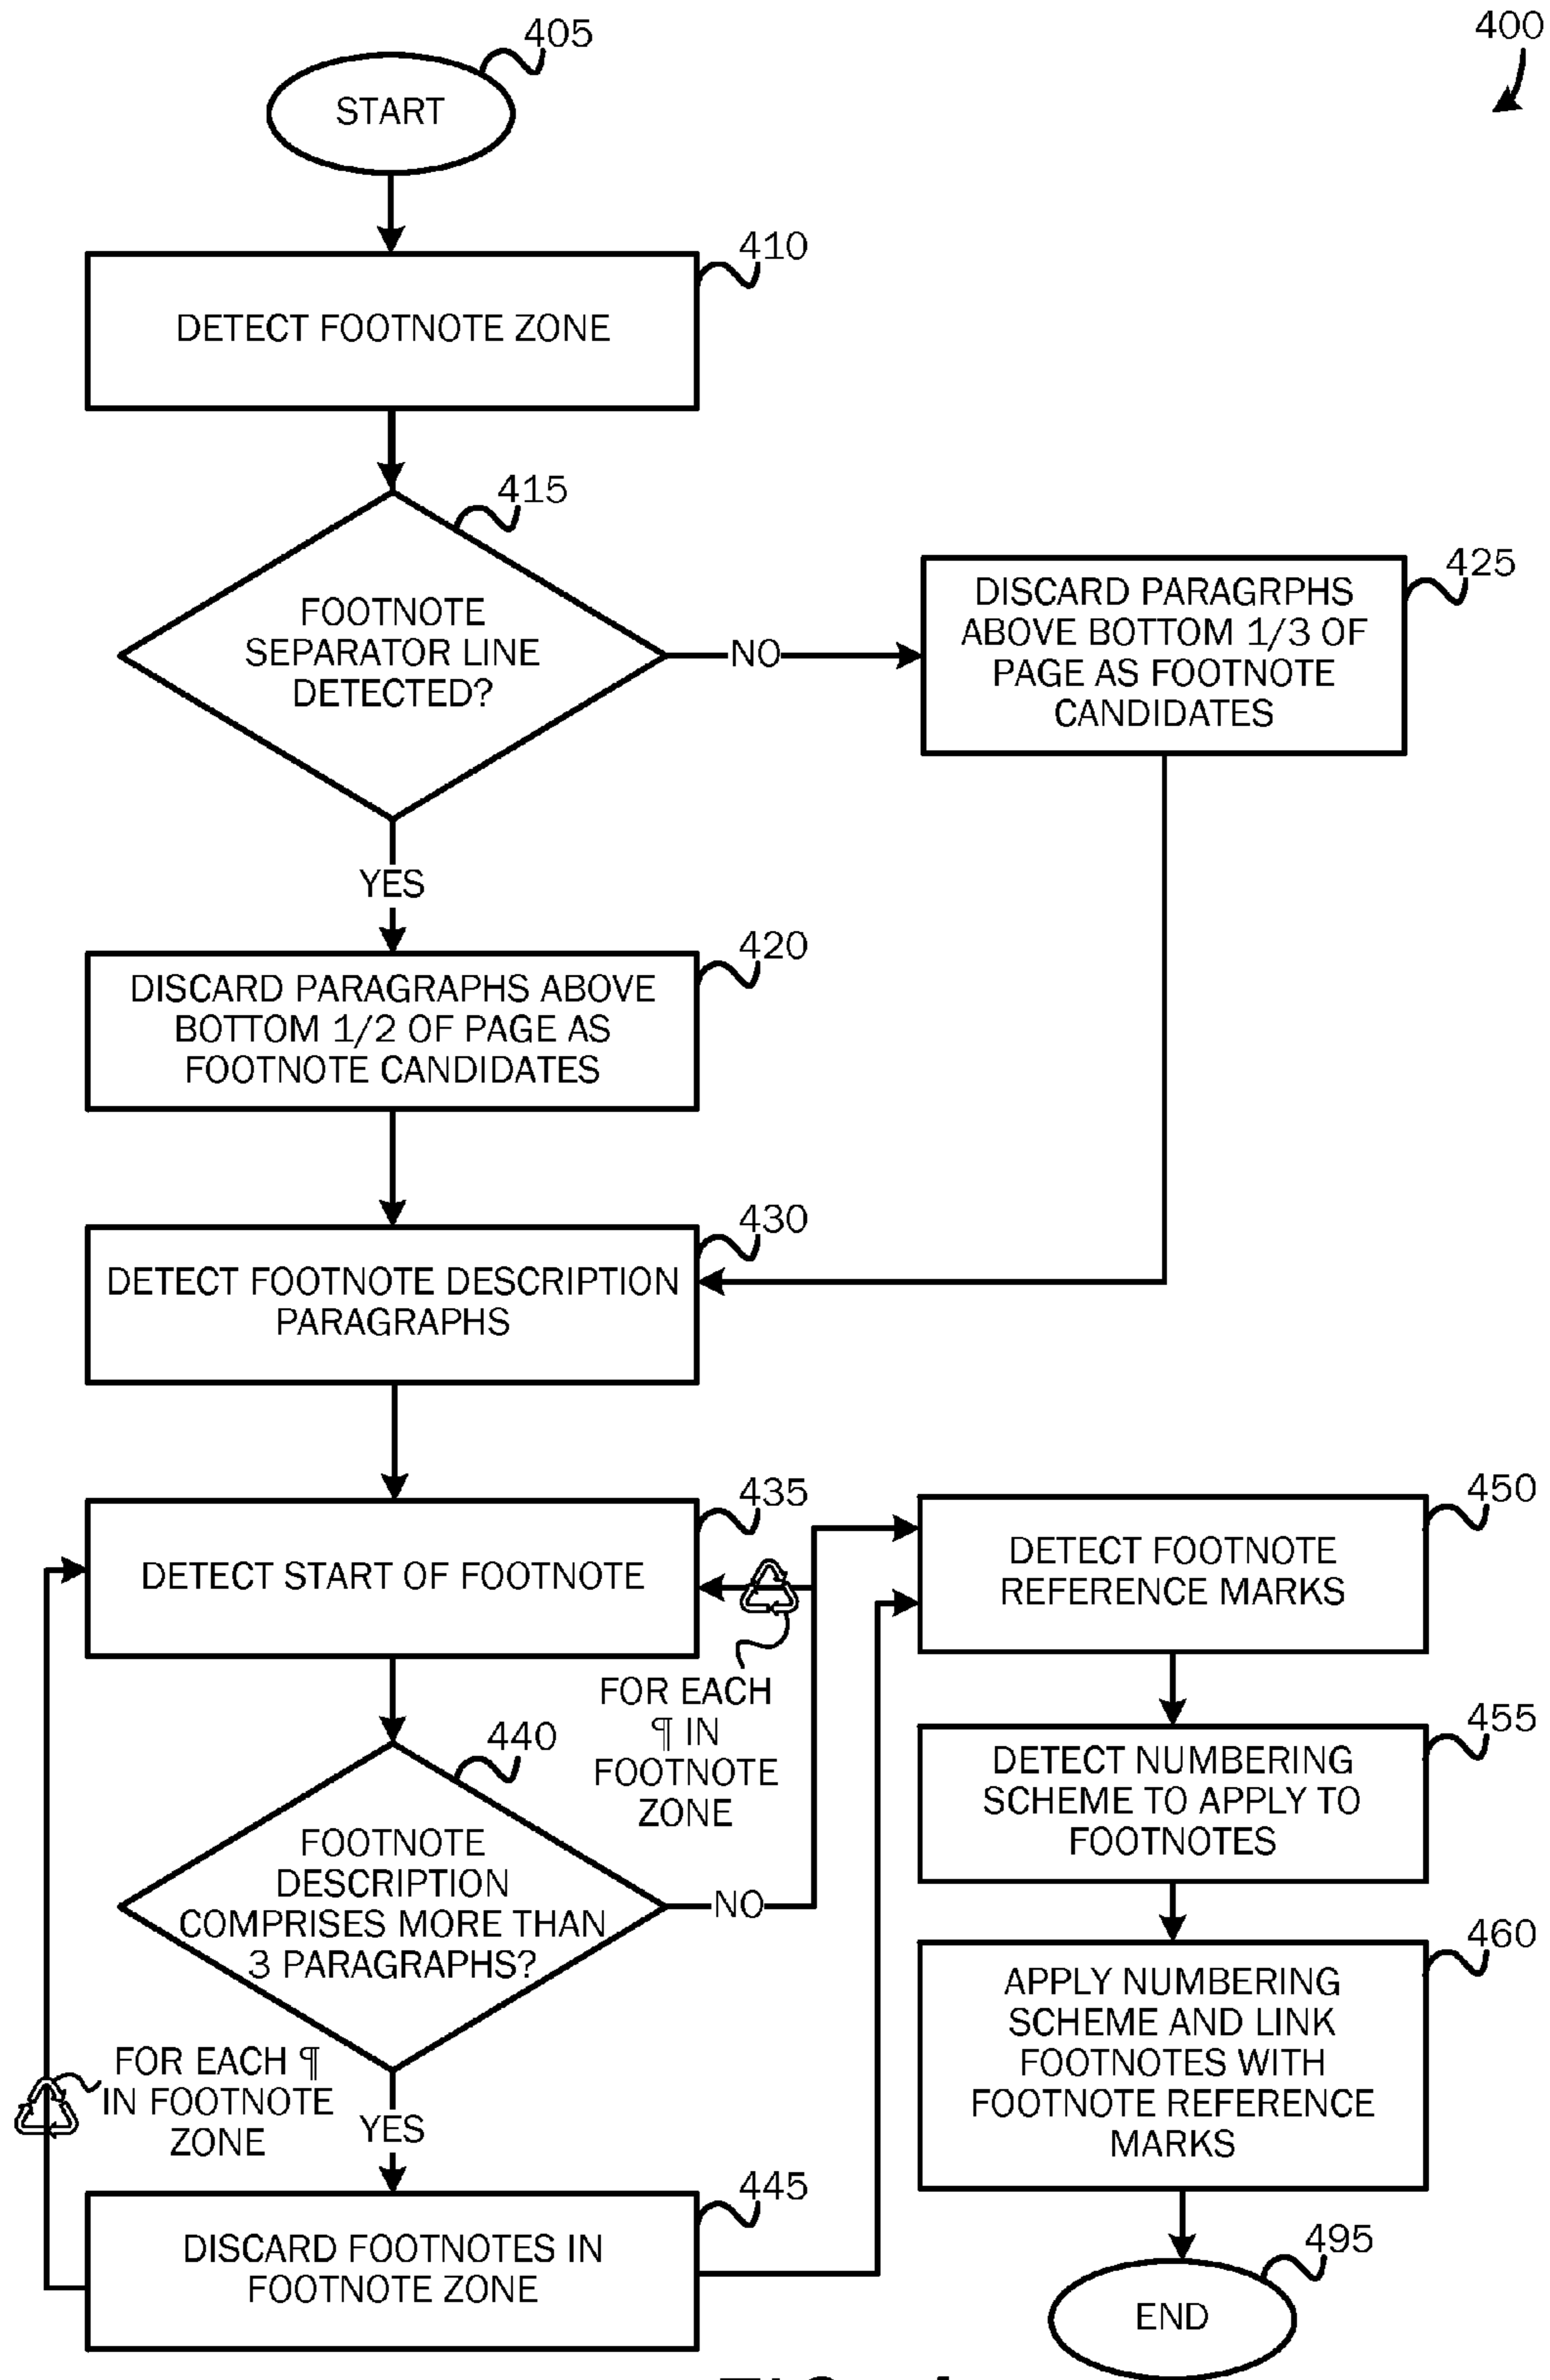 405
400
START
410
DETECT FOOTNOTE ZONE
415
FOOTNOTE
SEPARATOR LINE
DETECTED?
NO
425
DISCARD PARAGRPHS
ABOVE BOTTOM 1/3 OF
PAGE AS FOOTNOTE
CANDIDATES
YES
420
DISCARD PARAGRAPHS ABOVE
BOTTOM 1/2 OF PAGE AS
FOOTNOTE CANDIDATES
430
DETECT FOOTNOTE DESCRIPTION
PARAGRAPHS
435
DETECT START OF FOOTNOTE
FOR EACH
¶ IN
FOOTNOTE
ZONE
440
FOOTNOTE
DESCRIPTION
COMPRISES MORE THAN
3 PARAGRAPHS?
NO
FOR EACH ¶
IN FOOTNOTE
ZONE
YES
445
DISCARD FOOTNOTES IN
FOOTNOTE ZONE
450
DETECT FOOTNOTE
REFERENCE MARKS
455
DETECT NUMBERING
SCHEME TO APPLY TO
FOOTNOTES
460
APPLY NUMBERING
SCHEME AND LINK
FOOTNOTES WITH
FOOTNOTE REFERENCE
MARKS
495
END